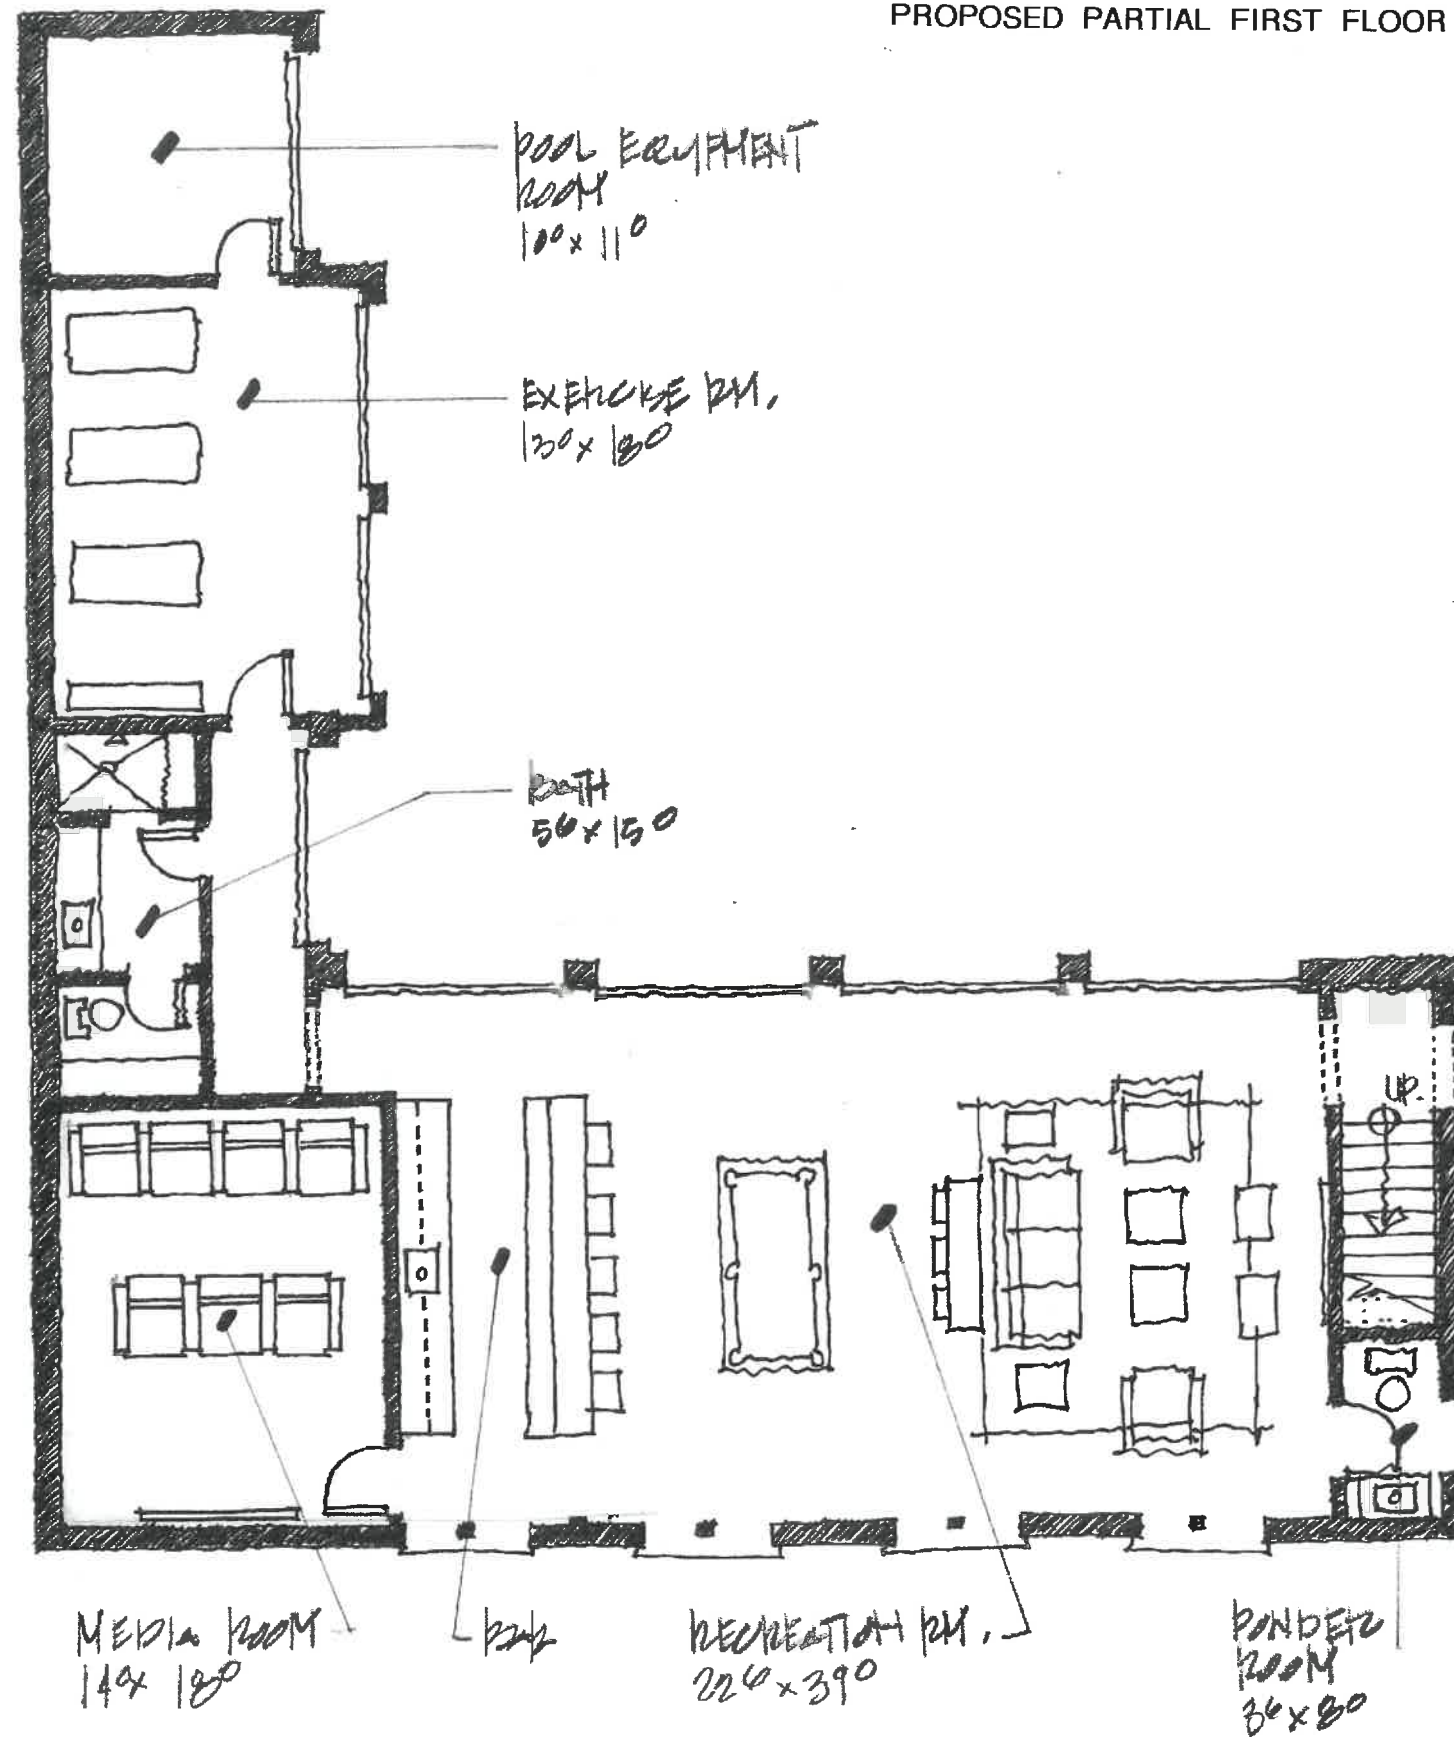 PROPOSED PARTIAL FIRST FLOOR
POOL EQUIPMENT
ROOM
10⁰ x 11⁰
EXERCISE RM.
13⁰ x 18⁰
BATH
5⁶ x 15⁰
UP.
MEDIA ROOM
14⁰ x 18⁰
BAR
RECREATION RM.
22⁶ x 39⁰
POWDER
ROOM
3⁶ x 8⁰